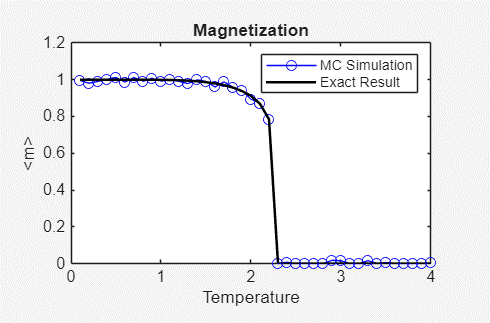 Magnetization
MC Simulation
Exact Result
1.2
1
0.8
0.6
0.4
0.2
0
<m>
0
1
2
3
4
Temperature